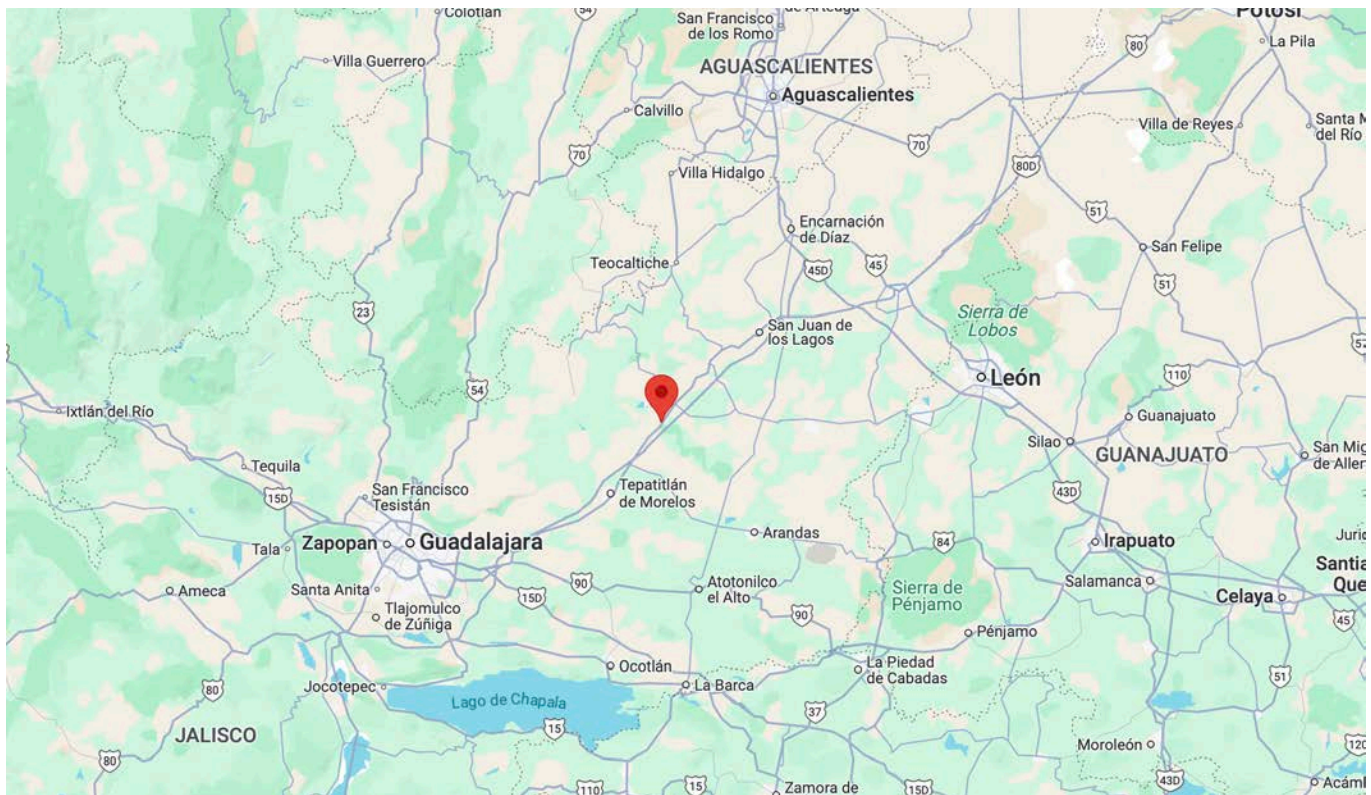 Colotlán
54
San Francisco
de los Romo
Potosí
80
La Pila
Villa Guerrero
AGUASCALIENTES
Aguascalientes
Calvillo
Villa de Reyes
Santa M
del Río
70
70
80D
Villa Hidalgo
51
Encarnación
de Díaz
San Felipe
Teocaltiche
45D
45
51
23
Sierra de
Lobos
San Juan de
los Lagos
52
León
110
54
Ixtlán del Río
Guanajuato
Silao
GUANAJUATO
San Mig
de Allen
Tequila
15D
San Francisco
Tesistán
Tepatitlán
de Morelos
43D
Arandas
Zapopan
Guadalajara
Tala
84
Irapuato
Juric
Santia
Que
Ameca
Santa Anita
90
15D
Atotonilco
el Alto
Sierra de
Pénjamo
Salamanca
Celaya
Tlajomulco
de Zúñiga
90
45
Pénjamo
Ocotlán
La Piedad
de Cabadas
Jocotepec
80
Lago de Chapala
La Barca
51
15
37
JALISCO
Moroleón
80
120
110
15
Zamora de
15D
43D
Acámb